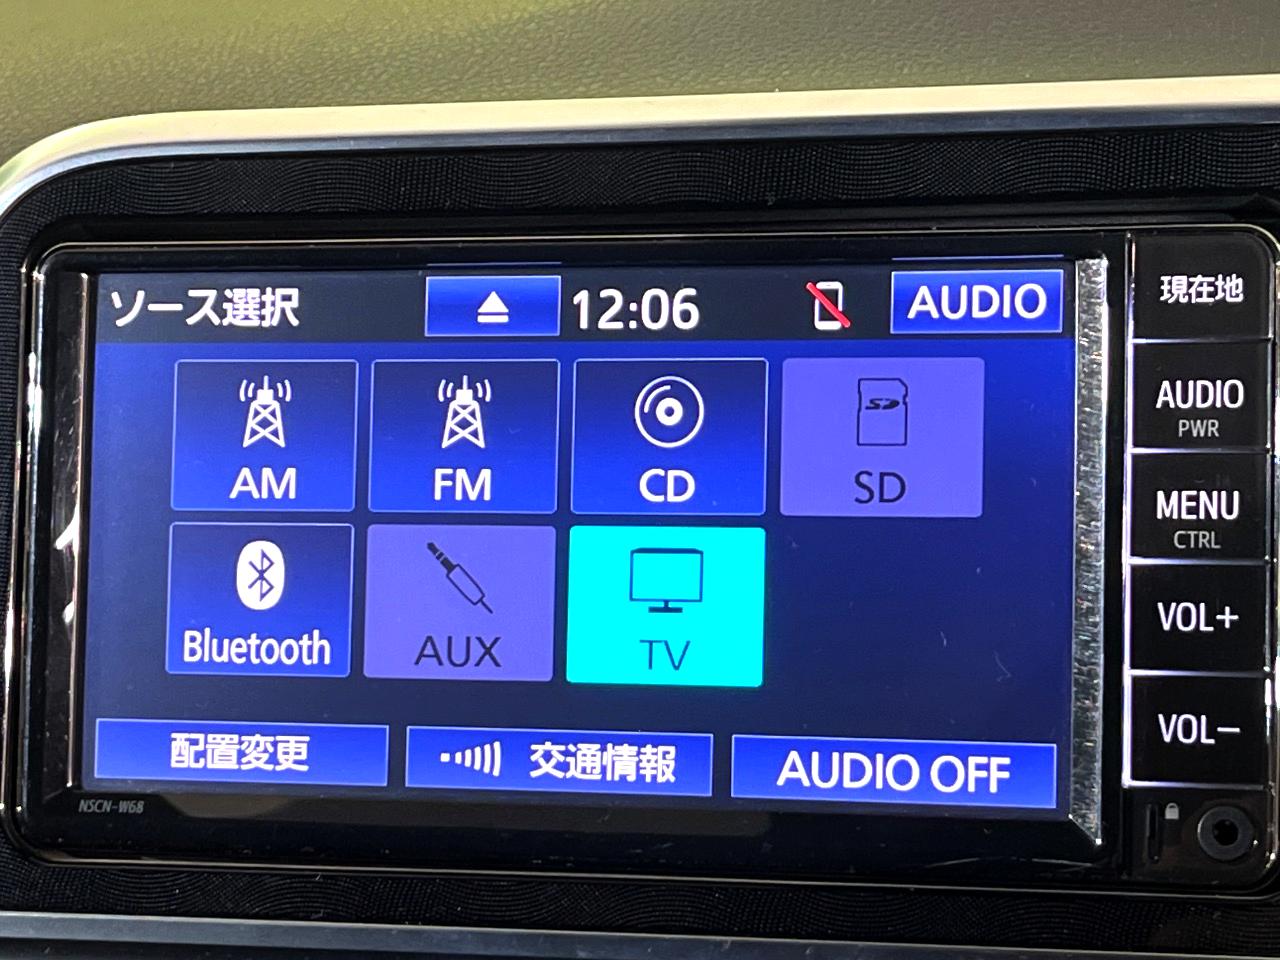 ソース選択
12:06
AUDIO
AM
FM
CD
SD
SD
Bluetooth
AUX
TV
配置変更
交通情報
AUDIO OFF
NSCN-W68
現在地
AUDIO
PWR
MENU
CTRL
VOL+
VOL−